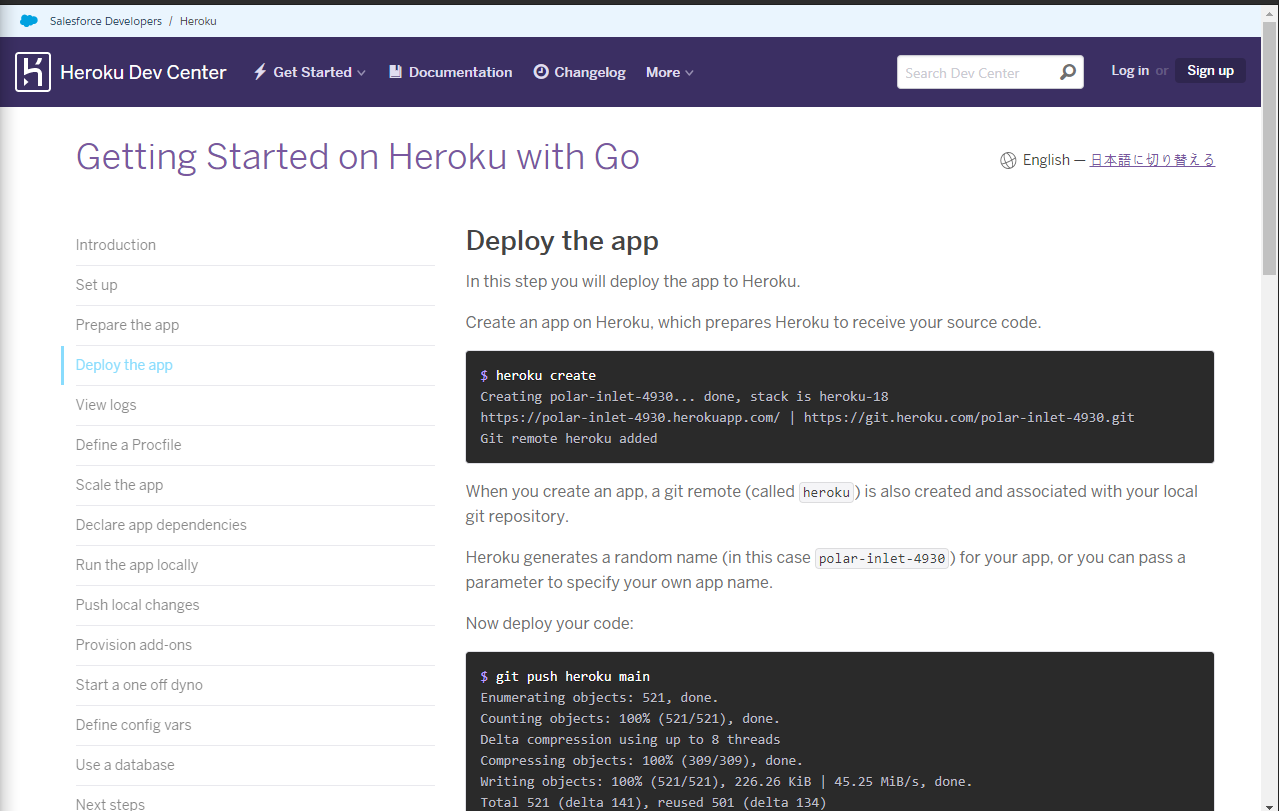 Salesforce Developers / Heroku
Heroku Dev Center
Get Started
Documentation
Changelog
More
Search Dev Center
Log in or Sign up
Getting Started on Heroku with Go
English — 日本語に切り替える
Introduction
Set up
Prepare the app
Deploy the app
View logs
Define a Procfile
Scale the app
Declare app dependencies
Run the app locally
Push local changes
Provision add-ons
Start a one off dyno
Define config vars
Use a database
Next steps
Deploy the app
In this step you will deploy the app to Heroku.
Create an app on Heroku, which prepares Heroku to receive your source code.
$ heroku create
Creating polar-inlet-4930... done, stack is heroku-18
https://polar-inlet-4930.herokuapp.com/ | https://git.heroku.com/polar-inlet-4930.git
Git remote heroku added
When you create an app, a git remote (called heroku) is also created and associated with your local
git repository.
Heroku generates a random name (in this case polar-inlet-4930) for your app, or you can pass a
parameter to specify your own app name.
Now deploy your code:
$ git push heroku main
Enumerating objects: 521, done.
Counting objects: 100% (521/521), done.
Delta compression using up to 8 threads
Compressing objects: 100% (309/309), done.
Writing objects: 100% (521/521), 226.26 KiB | 45.25 MiB/s, done.
Total 521 (delta 141), reused 501 (delta 134)